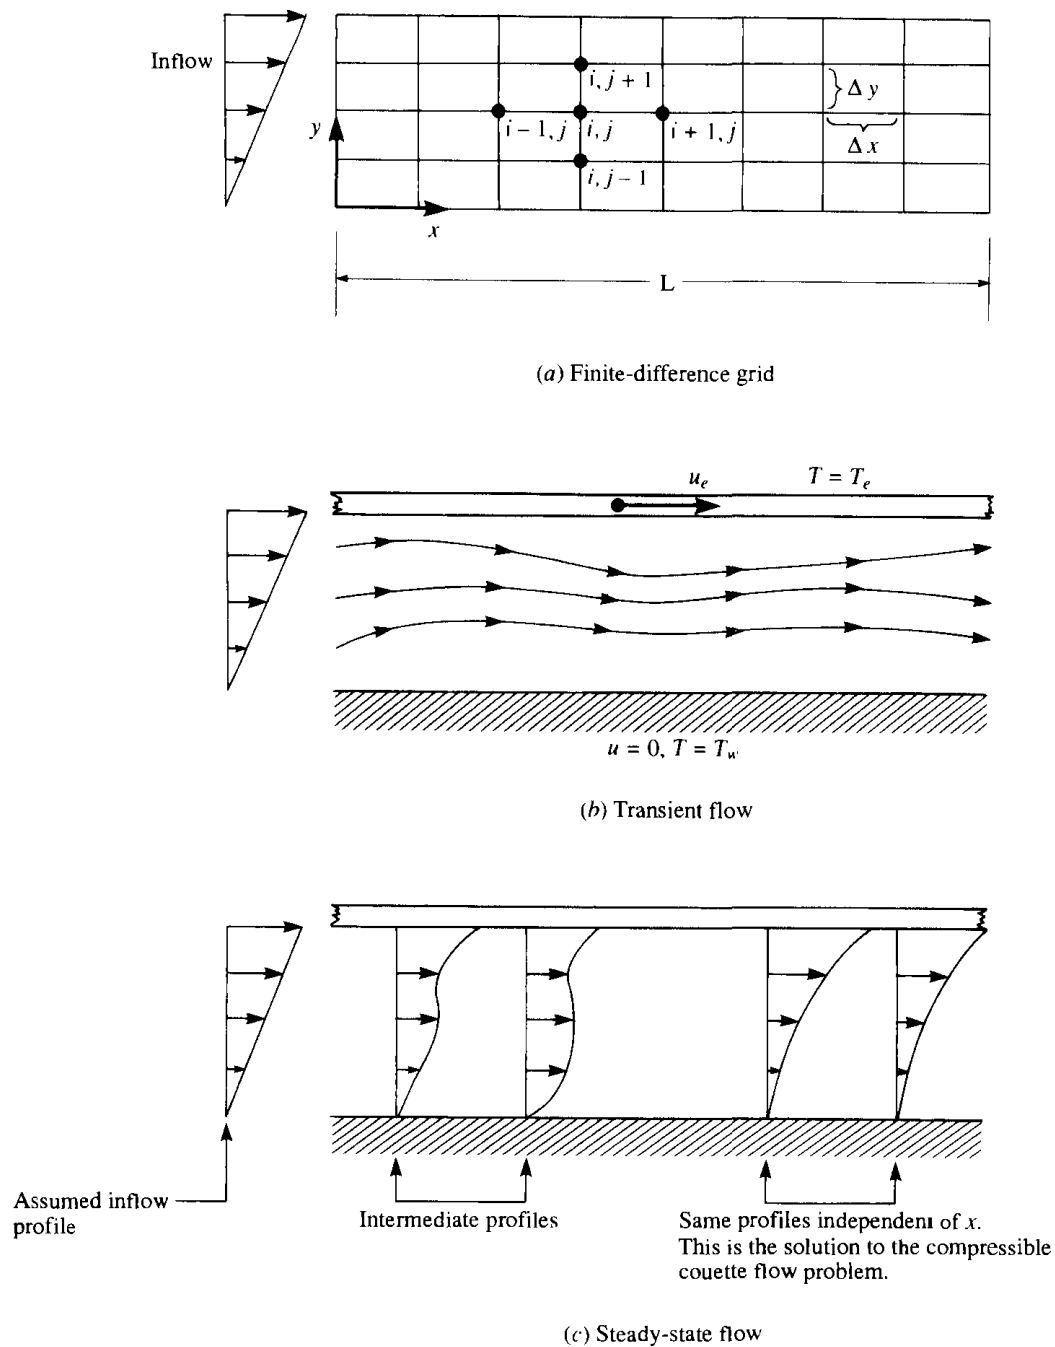 Inflow
i, j + 1
Δ y
i − 1, j
i, j
i + 1, j
Δ x
y
i, j − 1
x
L
(a) Finite-difference grid
u_e
T = T_e
u = 0, T = T_w
(b) Transient flow
Assumed inflow
profile
Intermediate profiles
Same profiles independent of x.
This is the solution to the compressible
couette flow problem.
(c) Steady-state flow